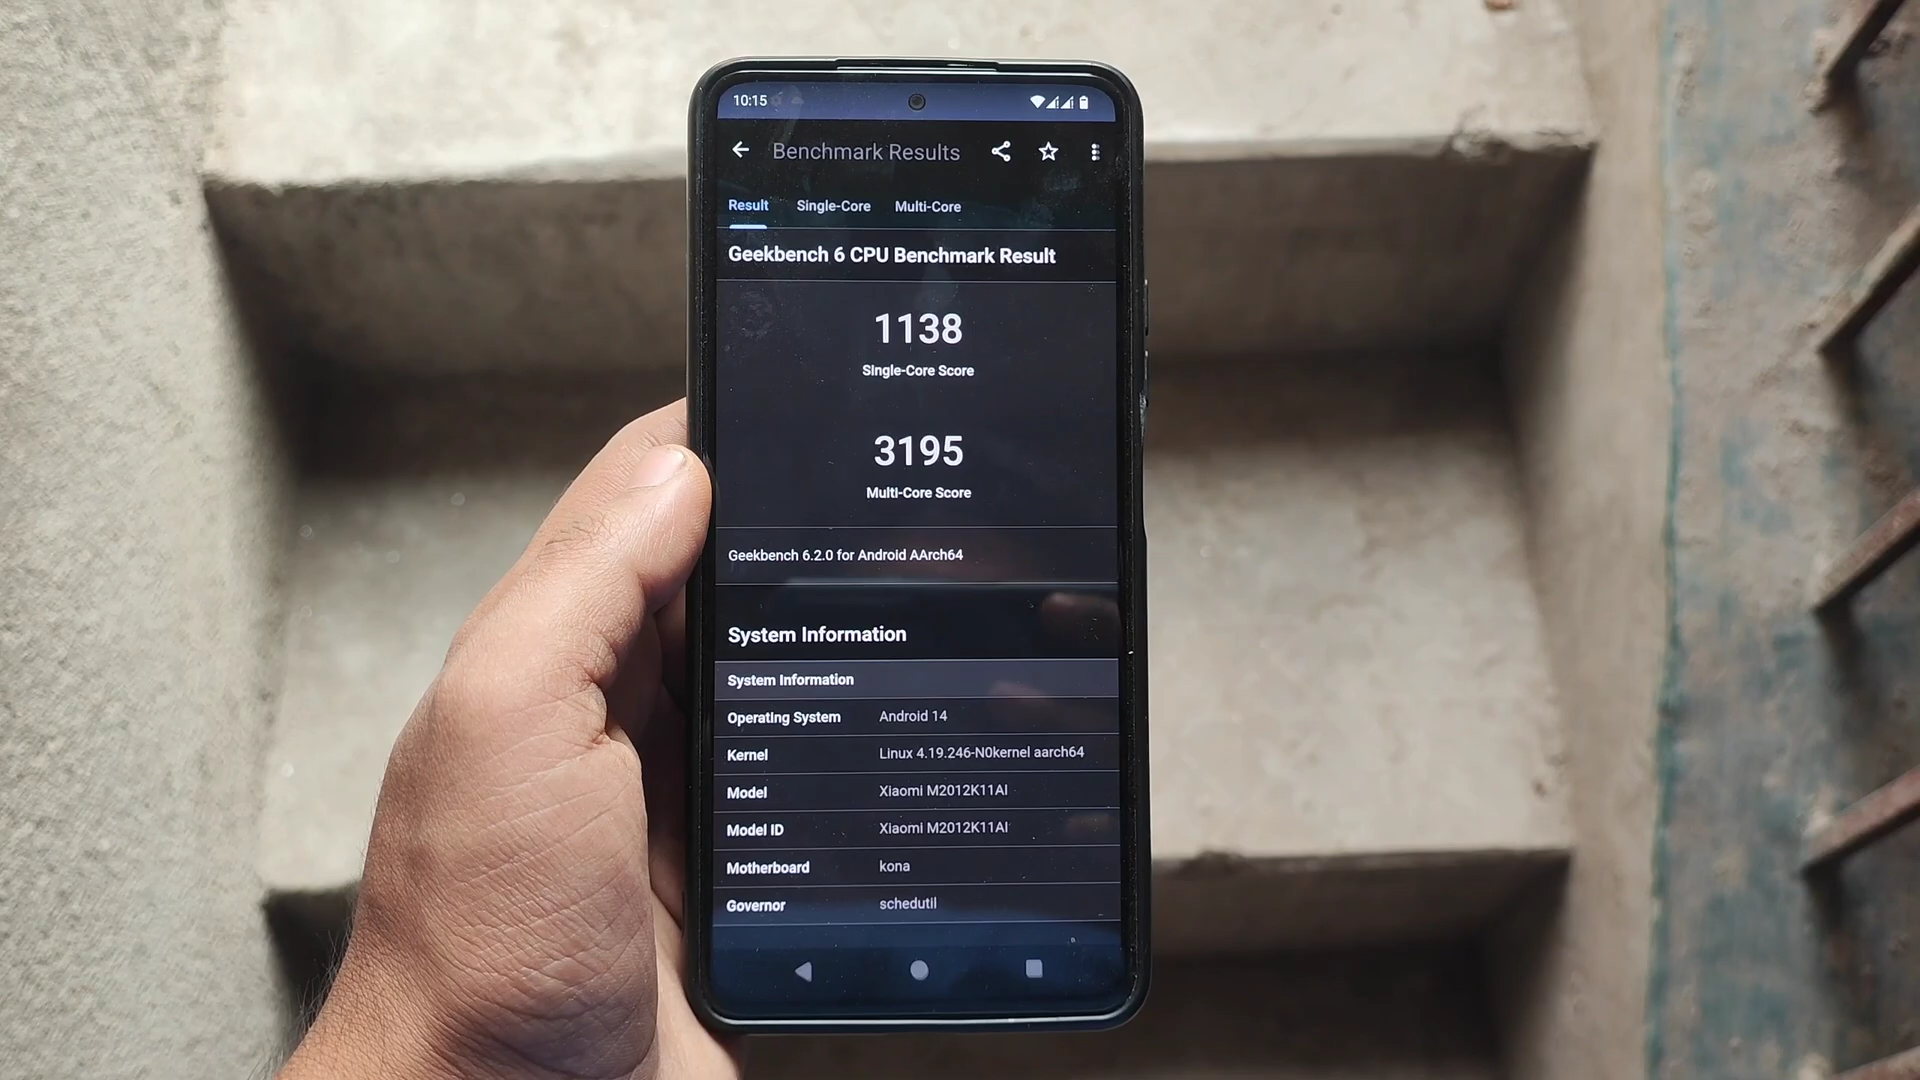 10:15
Benchmark Results
Result Single-Core Multi-Core
Geekbench 6 CPU Benchmark Result
1138
Single-Core Score
3195
Multi-Core Score
Geekbench 6.2.0 for Android AArch64
System Information
System Information
Operating System Android 14
Kernel Linux 4.19.246-N0kernel aarch64
Model Xiaomi M2012K11AI
Model ID Xiaomi M2012K11AI
Motherboard kona
Governor schedutil